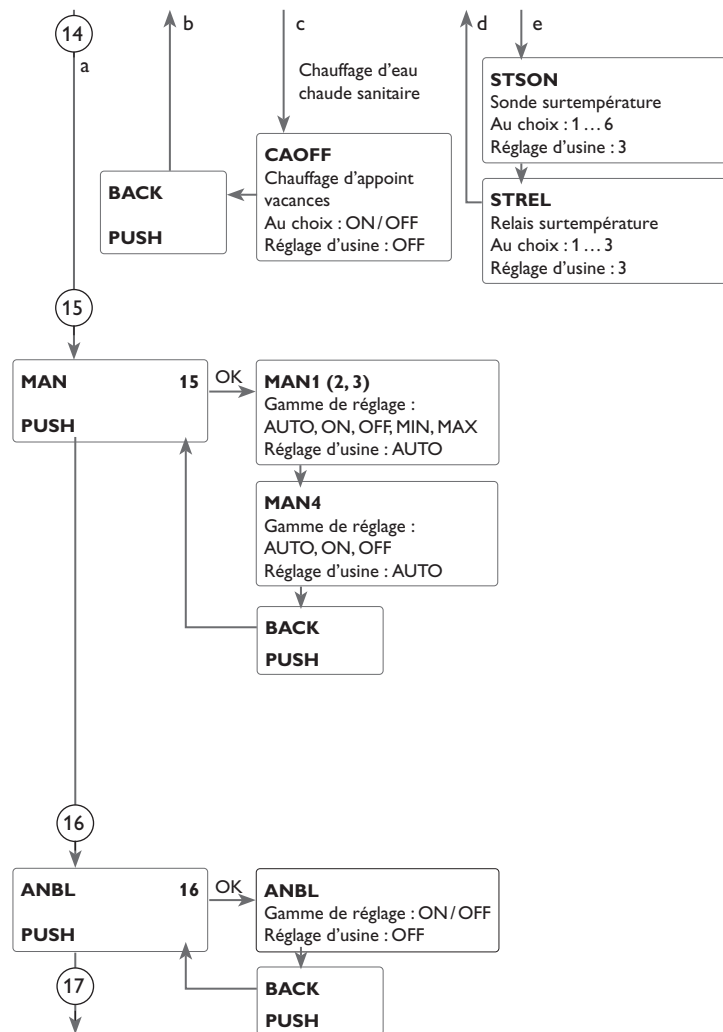 14
a
b
c
d
e
Chauffage d'eau
chaude sanitaire
CAOFF
Chauffage d'appoint
vacances
Au choix : ON / OFF
Réglage d'usine : OFF
BACK
PUSH
STSON
Sonde surtempérature
Au choix : 1 … 6
Réglage d'usine : 3
STREL
Relais surtempérature
Au choix : 1 … 3
Réglage d'usine : 3
15
MAN 15
PUSH
OK
MAN1 (2, 3)
Gamme de réglage :
AUTO, ON, OFF, MIN, MAX
Réglage d'usine : AUTO
MAN4
Gamme de réglage :
AUTO, ON, OFF
Réglage d'usine : AUTO
BACK
PUSH
16
ANBL 16
PUSH
OK
ANBL
Gamme de réglage : ON / OFF
Réglage d'usine : OFF
BACK
PUSH
17